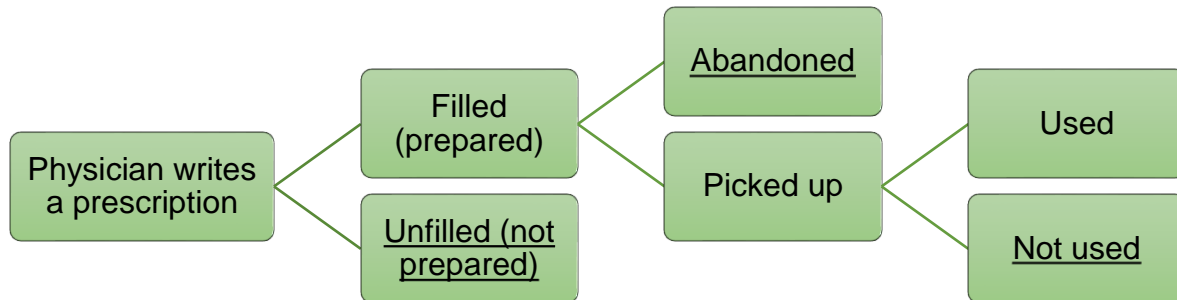 Physician writes
a prescription
Filled
(prepared)
Unfilled (not
prepared)
Abandoned
Picked up
Used
Not used